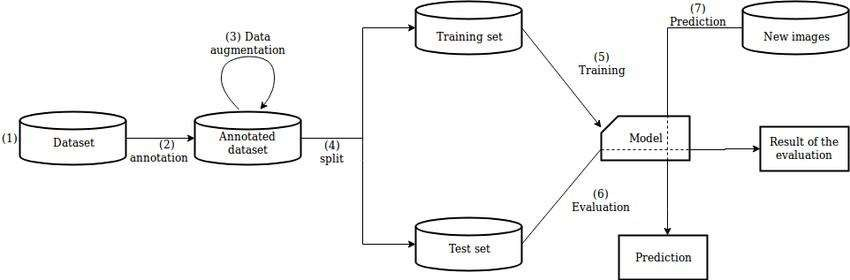 (1)
Dataset
(2)
annotation
(3) Data
augmentation
Annotated
dataset
(4)
split
Training set
Test set
(5)
Training
(6)
Evaluation
Model
(7)
Prediction
New images
Result of the
evaluation
Prediction